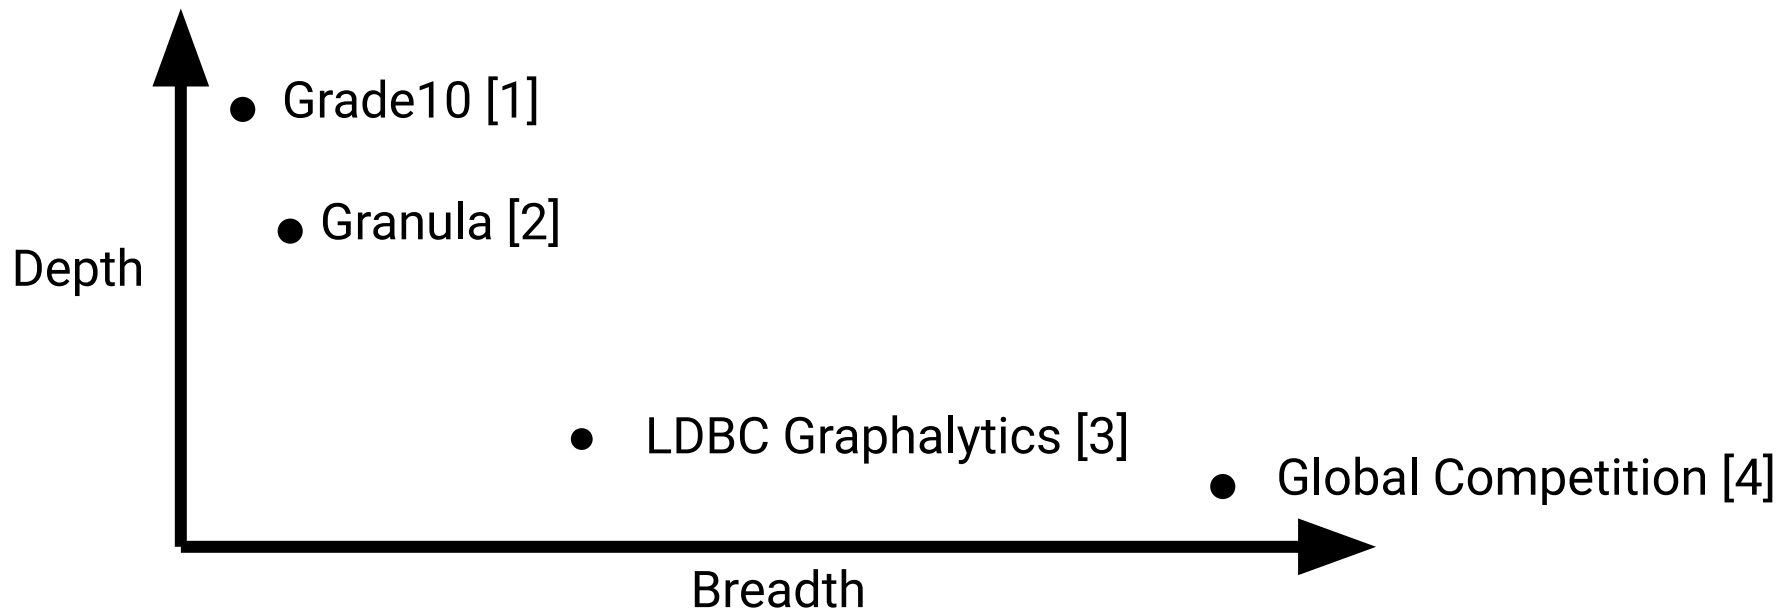 Grade10 [1]
Granula [2]
Depth
LDBC Graphalytics [3]
Global Competition [4]
Breadth